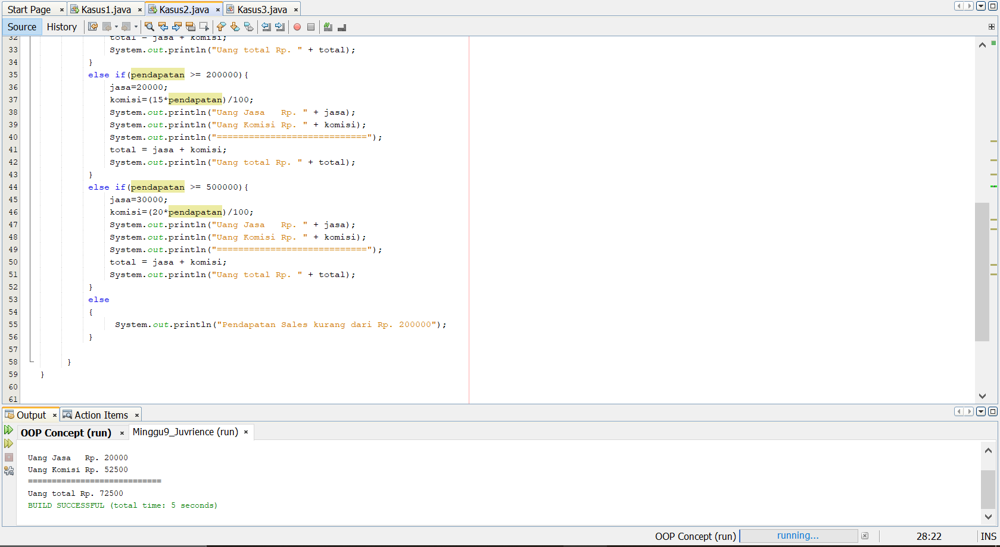 Start Page × Kasus1.java × Kasus2.java × Kasus3.java ×
Source History
32 total = jasa + komisi;
33 System.out.println("Uang total Rp. " + total);
34 }
35 else if(pendapatan >= 200000){
36 jasa=20000;
37 komisi=(15*pendapatan)/100;
38 System.out.println("Uang Jasa   Rp. " + jasa);
39 System.out.println("Uang Komisi Rp. " + komisi);
40 System.out.println("============================");
41 total = jasa + komisi;
42 System.out.println("Uang total Rp. " + total);
43 }
44 else if(pendapatan >= 500000){
45 jasa=30000;
46 komisi=(20*pendapatan)/100;
47 System.out.println("Uang Jasa   Rp. " + jasa);
48 System.out.println("Uang Komisi Rp. " + komisi);
49 System.out.println("============================");
50 total = jasa + komisi;
51 System.out.println("Uang total Rp. " + total);
52 }
53 else
54 {
55 System.out.println("Pendapatan Sales kurang dari Rp. 200000");
56 }
57
58 }
59 }
60
61
Output × Action Items ×
OOP Concept (run) × Minggu9_Juvrience (run) ×
Uang Jasa   Rp. 20000
Uang Komisi Rp. 52500
============================
Uang total Rp. 72500
BUILD SUCCESSFUL (total time: 5 seconds)
OOP Concept (run) running... 28:22 INS